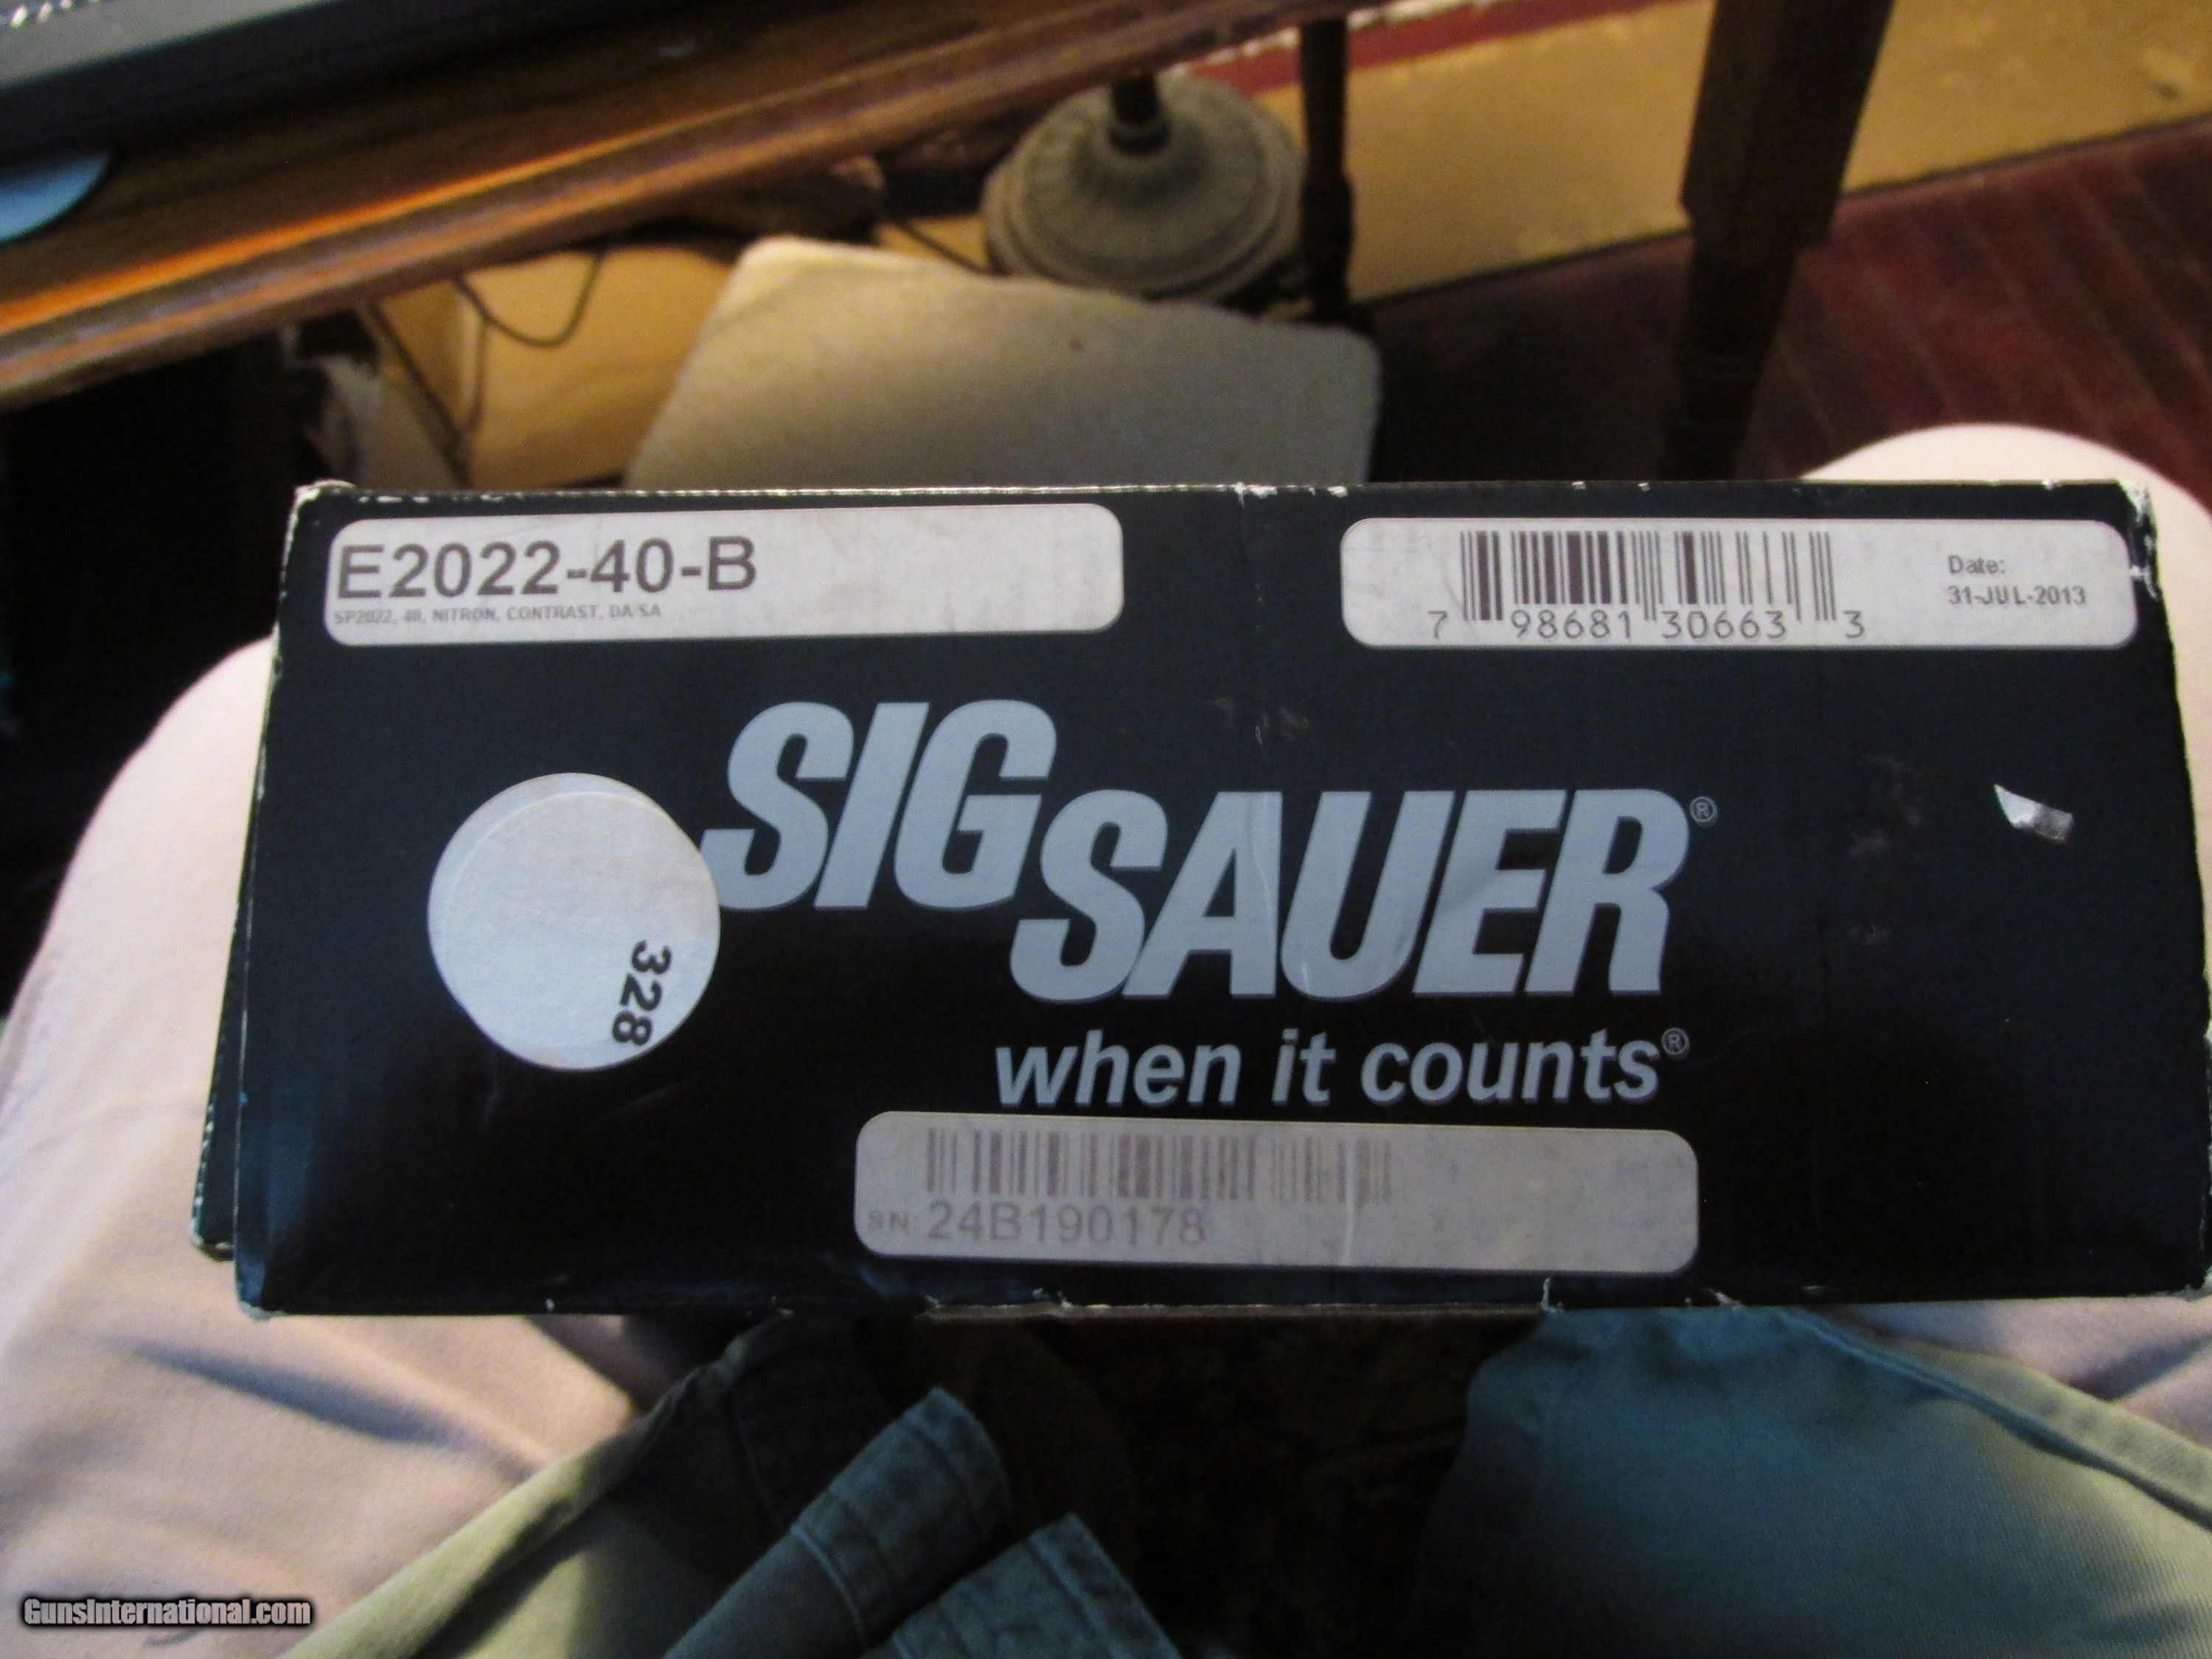 E2022-40-B
SP2022, 40, NITRON, CONTRAST, DA/SA
7 98681 30663 3
Date:
31-JUL-2013
SIG
SAUER®
when it counts®
328
SN: 24B190178
GunsInternational.com